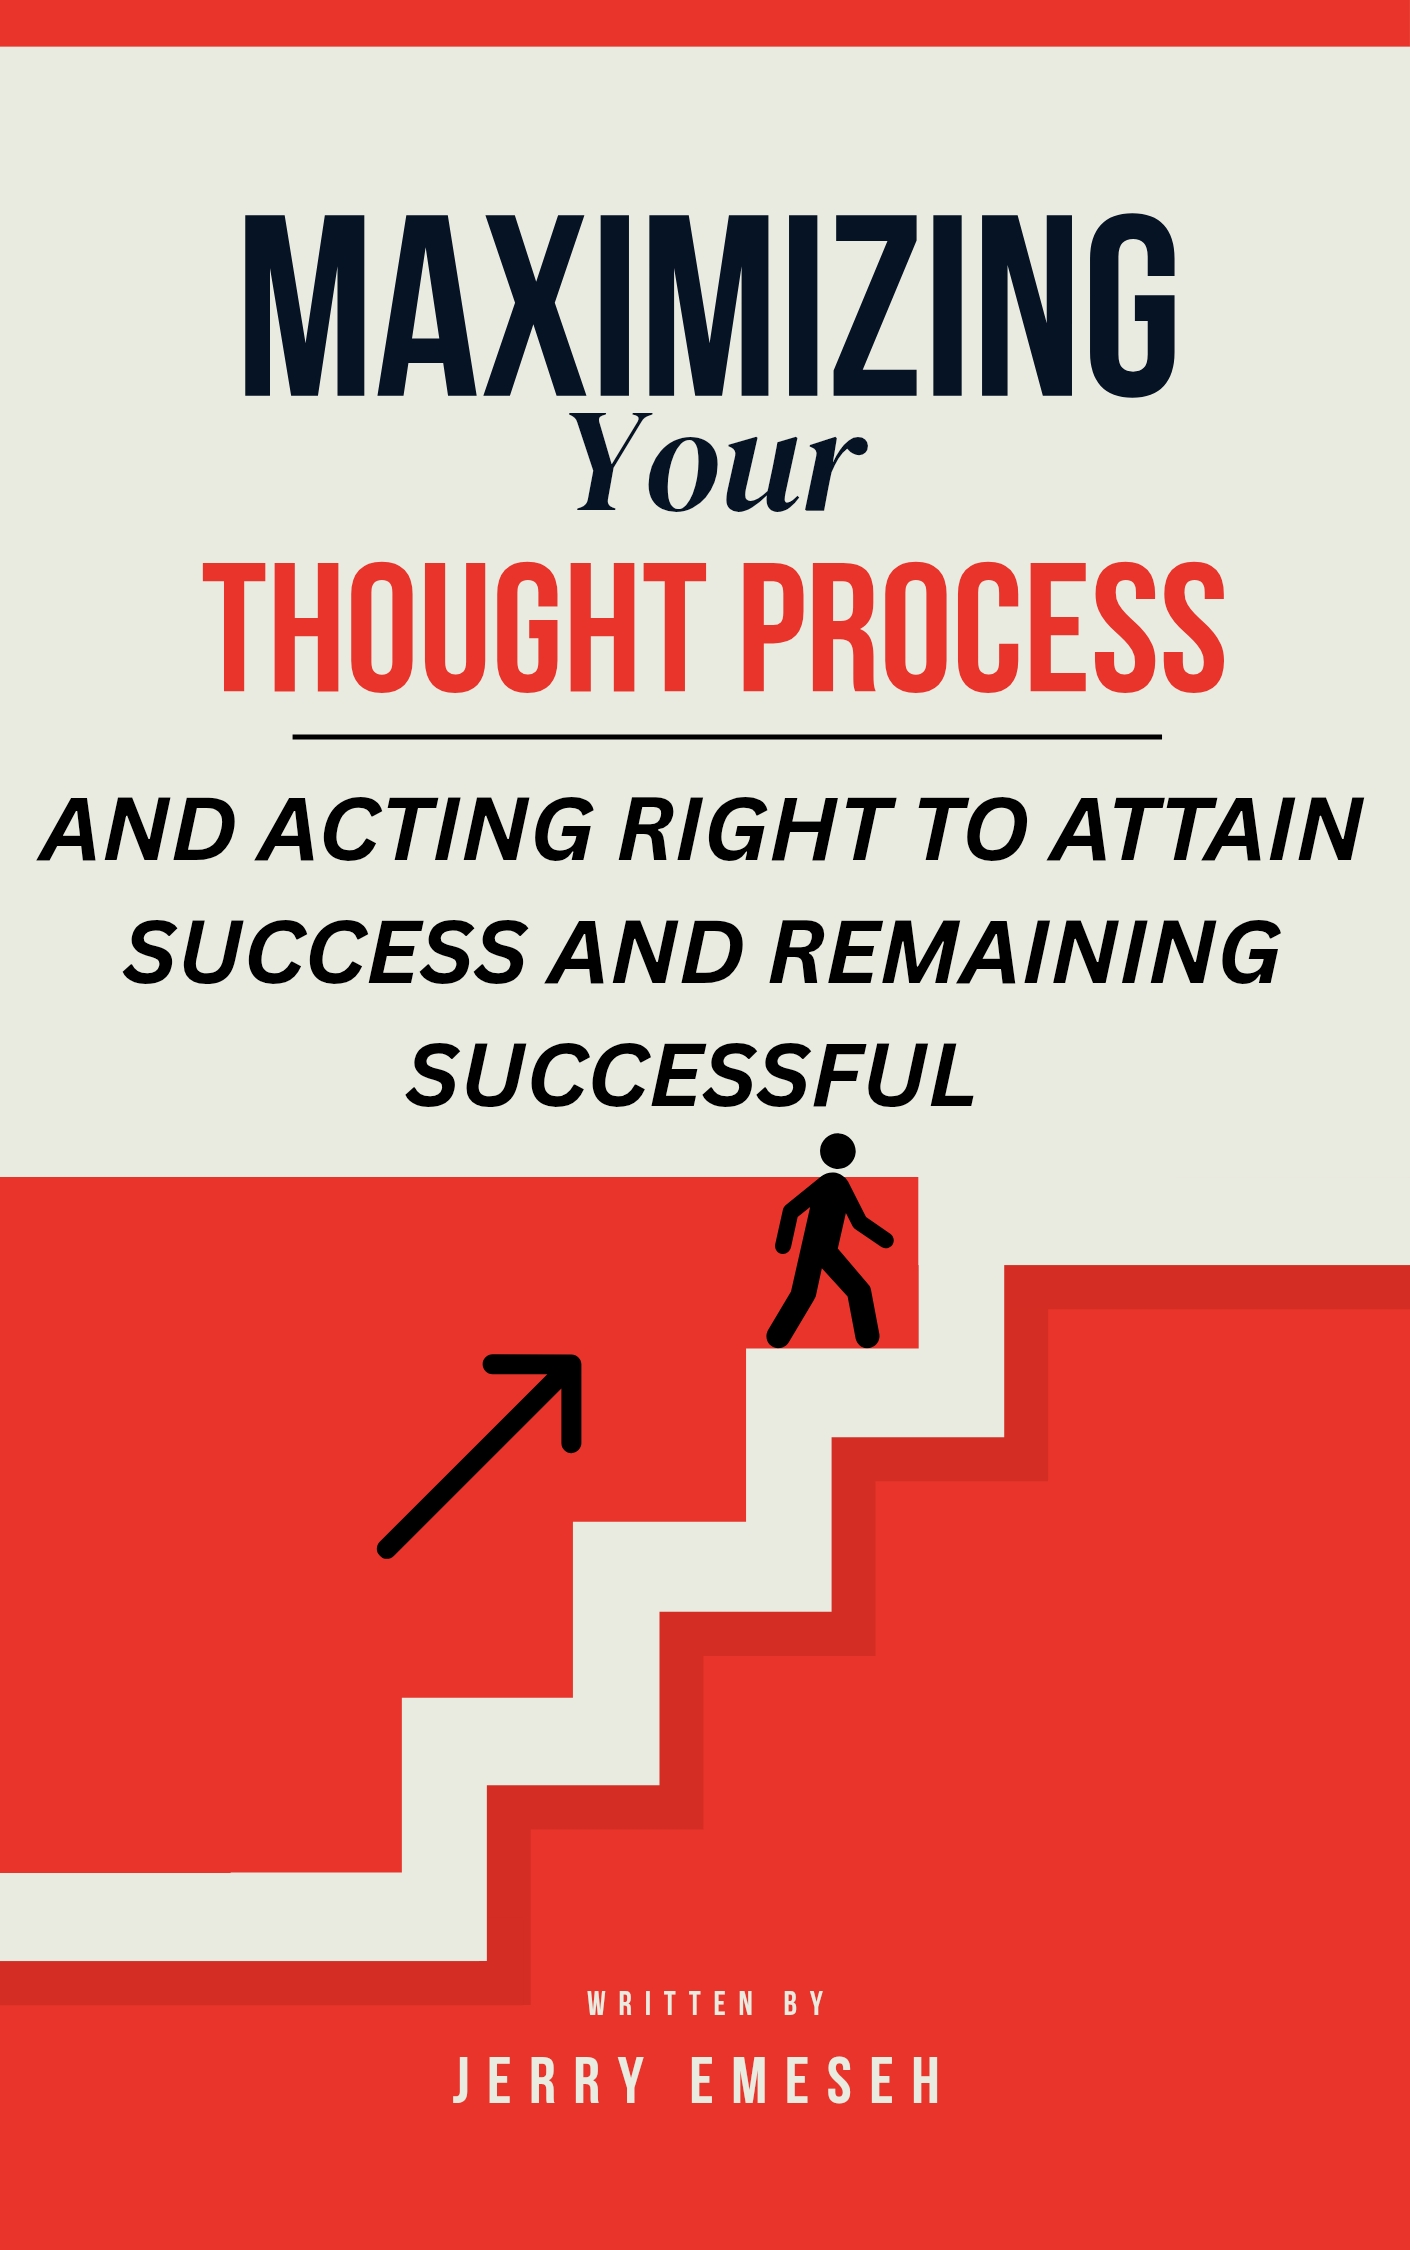 MAXIMIZING
Your
THOUGHT PROCESS
AND ACTING RIGHT TO ATTAIN
SUCCESS AND REMAINING
SUCCESSFUL
WRITTEN BY
JERRY EMESEH